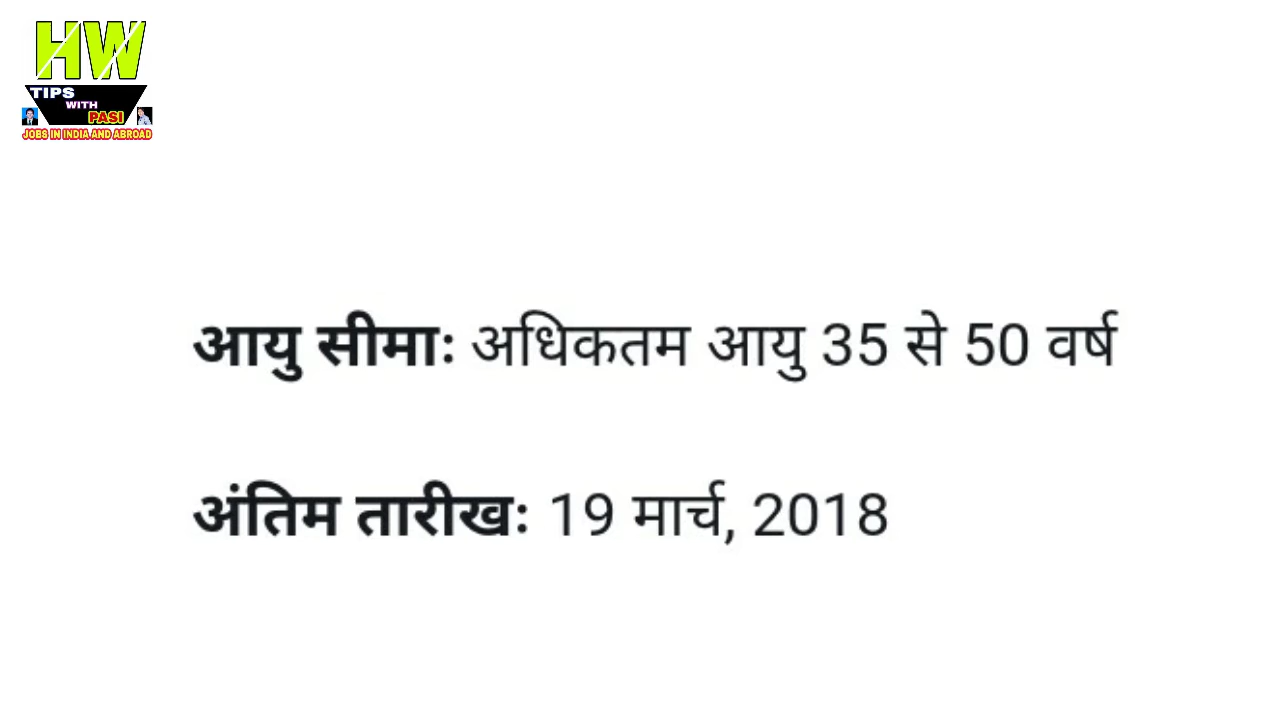 HW
TIPS
WITH
PASI
JOBS IN INDIA AND ABROAD
आयु सीमाः अधिकतम आयु 35 से 50 वर्ष
अंतिम तारीखः 19 मार्च, 2018